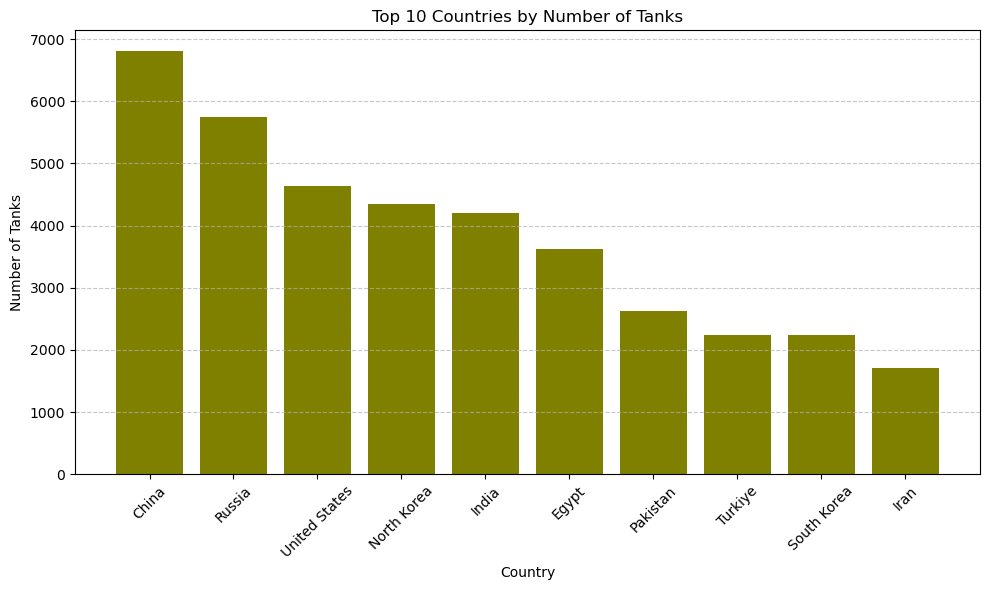 Top 10 Countries by Number of Tanks
Number of Tanks
7000
6000
5000
4000
3000
2000
1000
0
China
Russia
United States
North Korea
India
Egypt
Pakistan
Turkiye
South Korea
Iran
Country